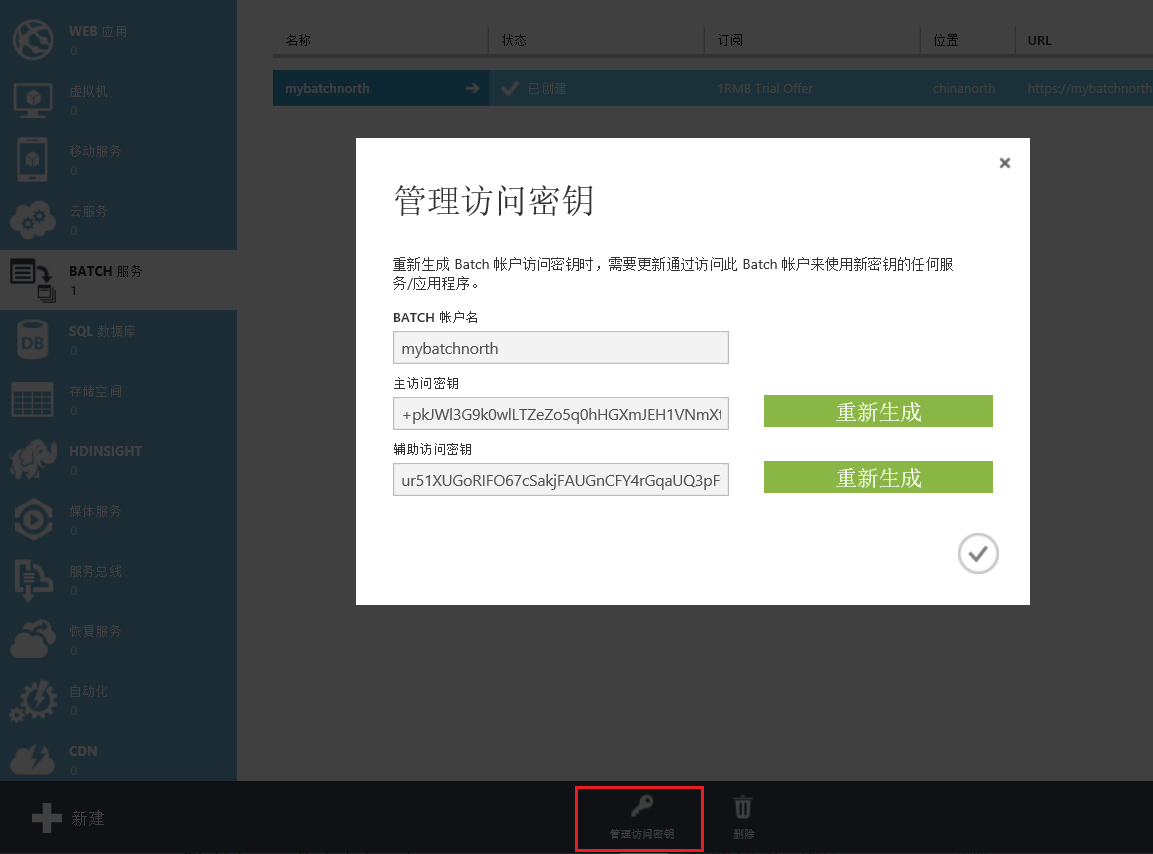 WEB 应用
0
虚拟机
0
移动服务
0
云服务
0
BATCH 服务
1
SQL 数据库
0
DB
存储空间
0
HDINSIGHT
0
媒体服务
0
服务总线
0
恢复服务
0
自动化
0
CDN
0
名称 状态 订阅 位置 URL
mybatchnorth 已创建 1RMB Trial Offer chinanorth https://mybatchnorth
管理访问密钥
重新生成 Batch 帐户访问密钥时，需要更新通过访问此 Batch 帐户来使用新密钥的任何服
务/应用程序。
BATCH 帐户名
mybatchnorth
主访问密钥
+pkJWl3G9k0wlLTZeZo5q0hHGXmJEH1VNmXt 重新生成
辅助访问密钥
ur51XUGoRIFO67cSakjFAUGnCFY4rGqaUQ3pF 重新生成
新建 管理访问密钥 删除